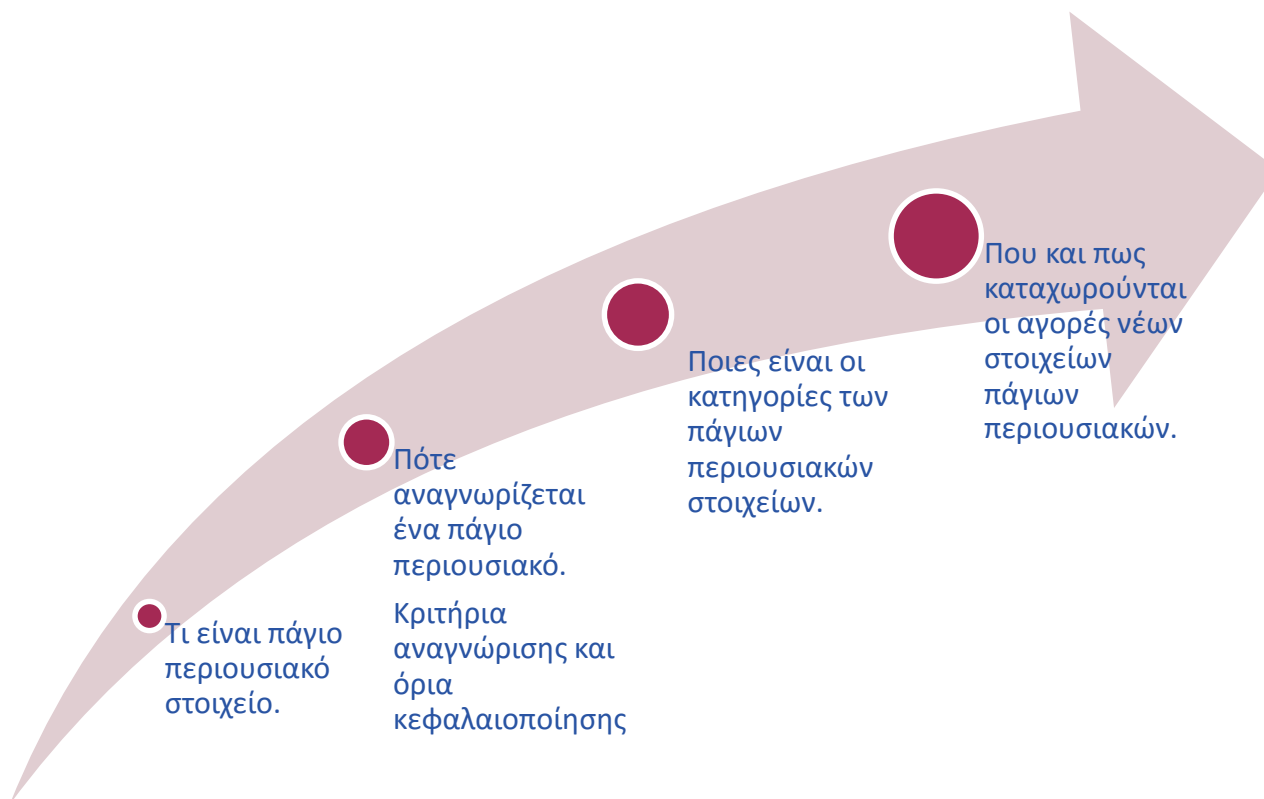 Τι είναι πάγιο
περιουσιακό
στοιχείο.
Πότε
αναγνωρίζεται
ένα πάγιο
περιουσιακό.
Κριτήρια
αναγνώρισης και
όρια
κεφαλαιοποίησης
Ποιες είναι οι
κατηγορίες των
πάγιων
περιουσιακών
στοιχείων.
Που και πως
καταχωρούνται
οι αγορές νέων
στοιχείων
πάγιων
περιουσιακών.